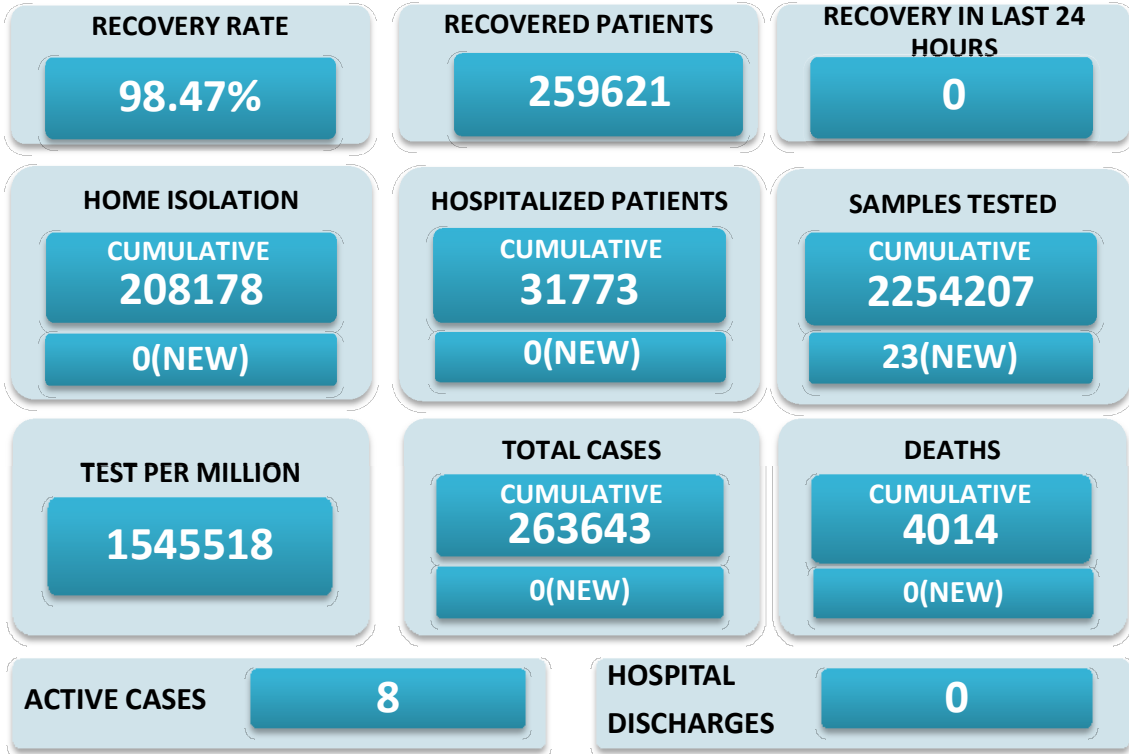 RECOVERY RATE
98.47%
RECOVERED PATIENTS
259621
RECOVERY IN LAST 24
HOURS
0
HOME ISOLATION
CUMULATIVE
208178
0(NEW)
HOSPITALIZED PATIENTS
CUMULATIVE
31773
0(NEW)
SAMPLES TESTED
CUMULATIVE
2254207
23(NEW)
TEST PER MILLION
1545518
TOTAL CASES
CUMULATIVE
263643
0(NEW)
DEATHS
CUMULATIVE
4014
0(NEW)
ACTIVE CASES
8
HOSPITAL
DISCHARGES
0